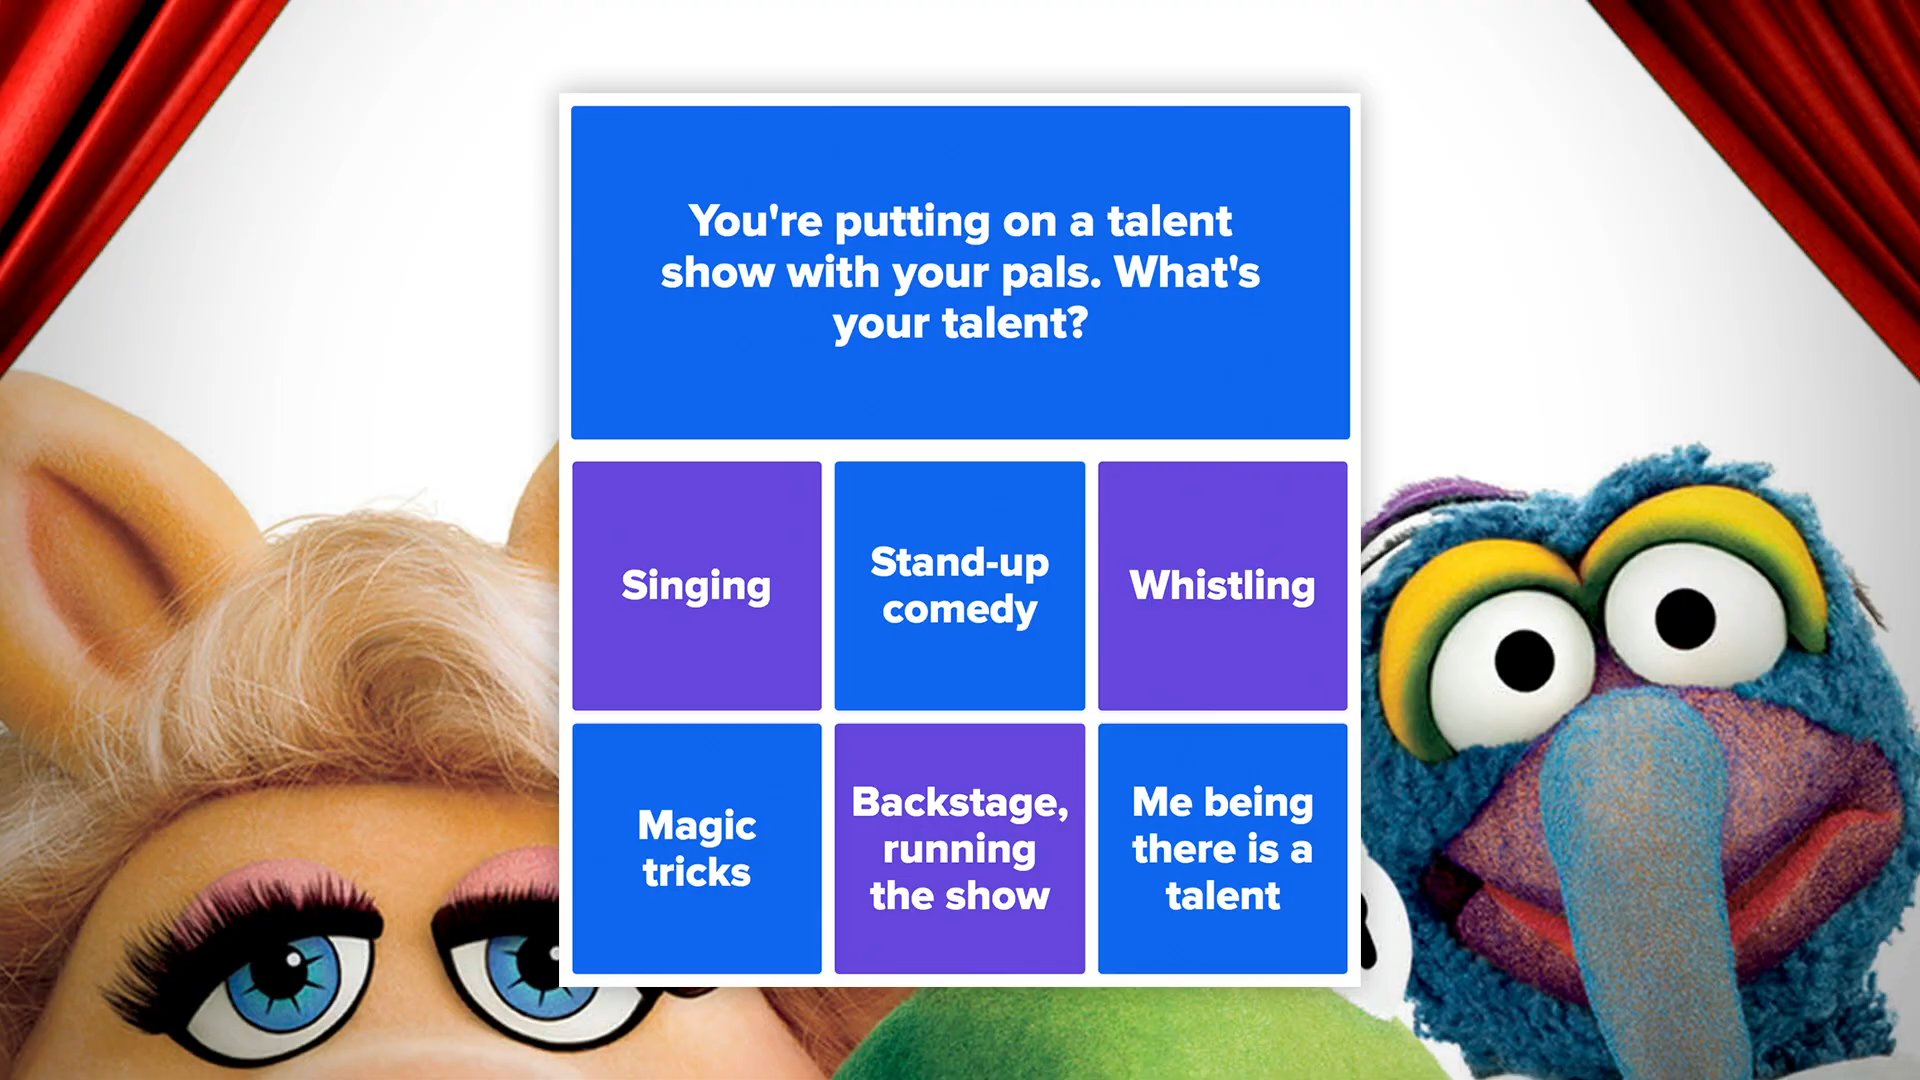 You're putting on a talent
show with your pals. What's
your talent?
Singing
Stand-up
comedy
Whistling
Magic
tricks
Backstage,
running
the show
Me being
there is a
talent